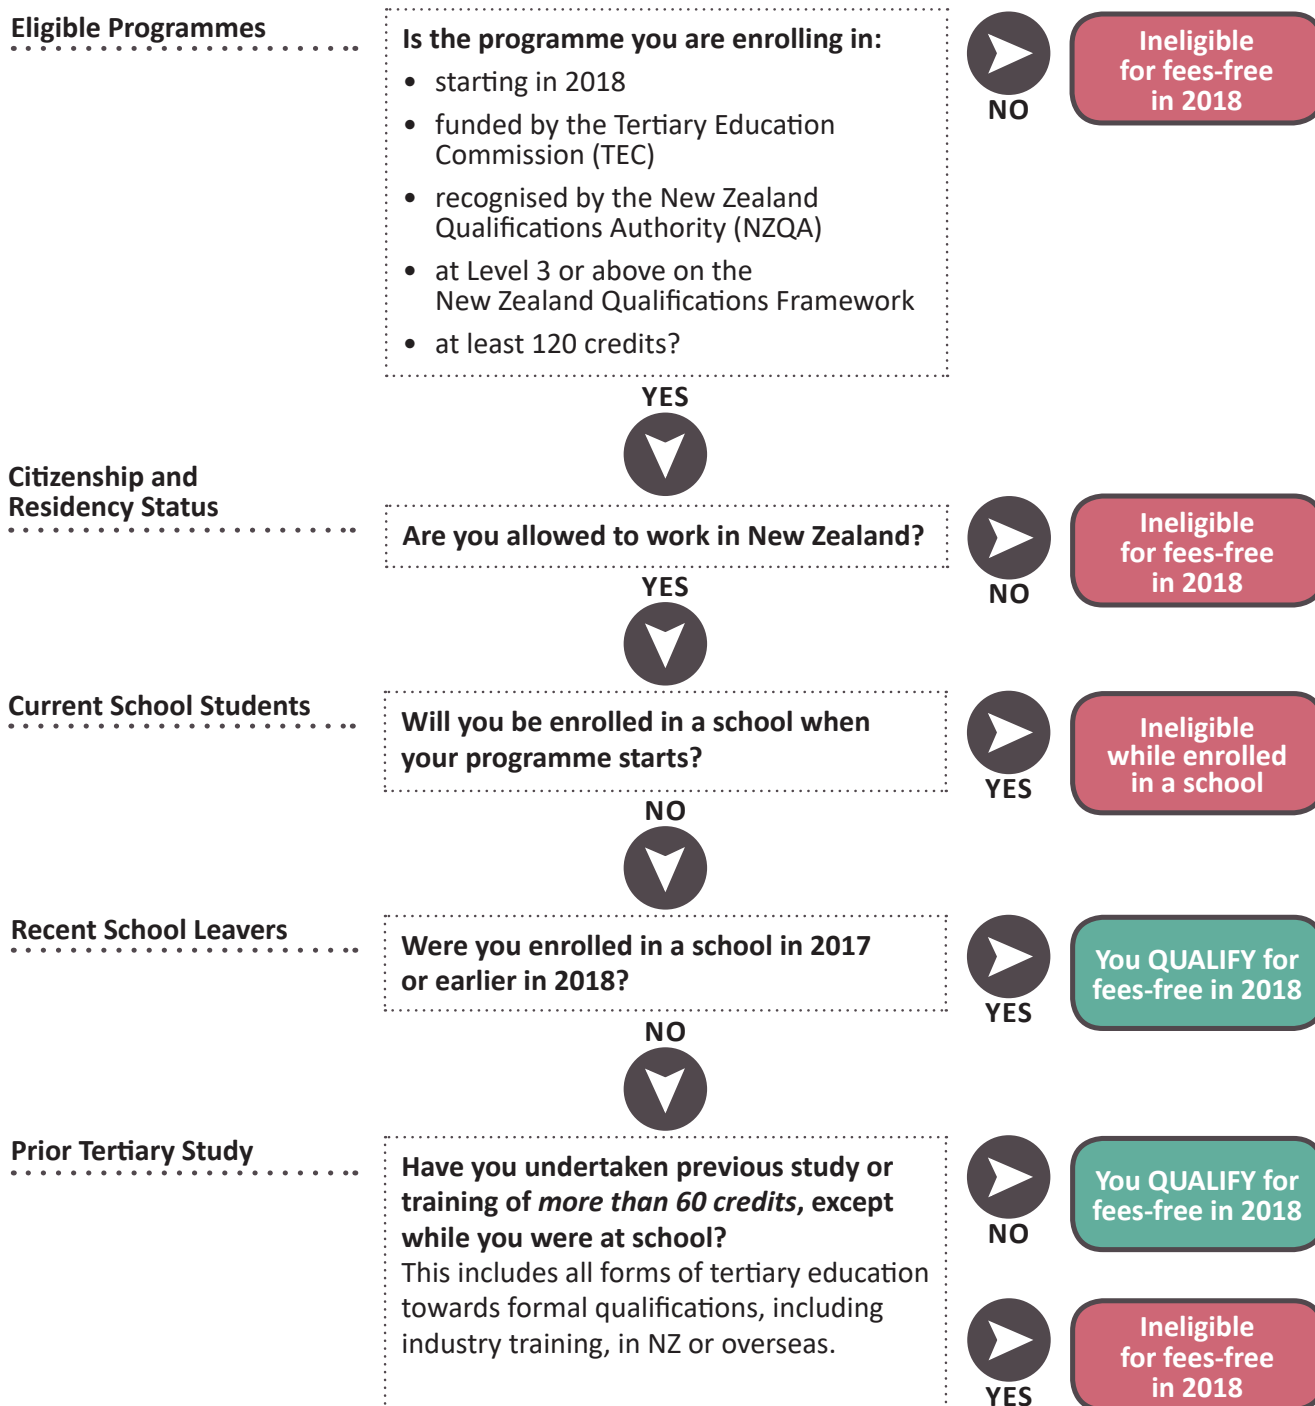 Eligible Programmes
Is the programme you are enrolling in:
• starting in 2018
• funded by the Tertiary Education
Commission (TEC)
• recognised by the New Zealand
Qualifications Authority (NZQA)
• at Level 3 or above on the
New Zealand Qualifications Framework
• at least 120 credits?
NO
Ineligible
for fees-free
in 2018
YES
Citizenship and
Residency Status
Are you allowed to work in New Zealand?
NO
Ineligible
for fees-free
in 2018
YES
Current School Students
Will you be enrolled in a school when
your programme starts?
YES
Ineligible
while enrolled
in a school
NO
Recent School Leavers
Were you enrolled in a school in 2017
or earlier in 2018?
YES
You QUALIFY for
fees-free in 2018
NO
Prior Tertiary Study
Have you undertaken previous study or
training of more than 60 credits, except
while you were at school?
This includes all forms of tertiary education
towards formal qualifications, including
industry training, in NZ or overseas.
NO
You QUALIFY for
fees-free in 2018
YES
Ineligible
for fees-free
in 2018